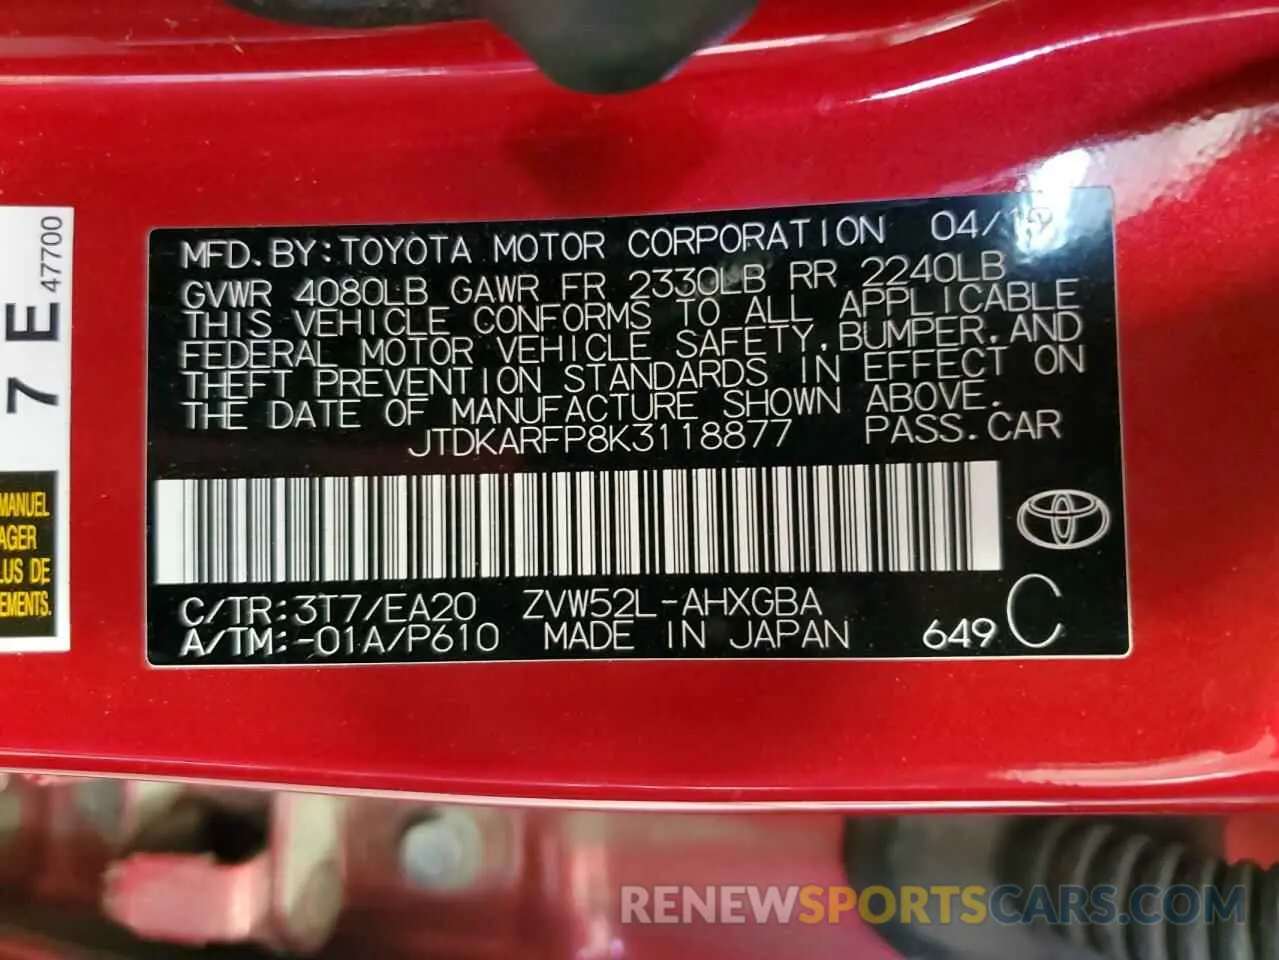 MFD. BY: TOYOTA MOTOR CORPORATION 04/19
GVWR 4080LB GAWR FR 2330LB RR 2240LB
THIS VEHICLE CONFORMS TO ALL APPLICABLE
FEDERAL MOTOR VEHICLE SAFETY, BUMPER, AND
THEFT PREVENTION STANDARDS IN EFFECT ON
THE DATE OF MANUFACTURE SHOWN ABOVE.
JTDKARFP8K3118877 PASS. CAR
C/TR: 3T7/EA20 ZVW52L-AHXGBA
A/TM: -01A/P610 MADE IN JAPAN 649 C
7E
47700
MANUEL
AGER
LUS DE
EMENTS.
RENEWSPORTSCARS.COM